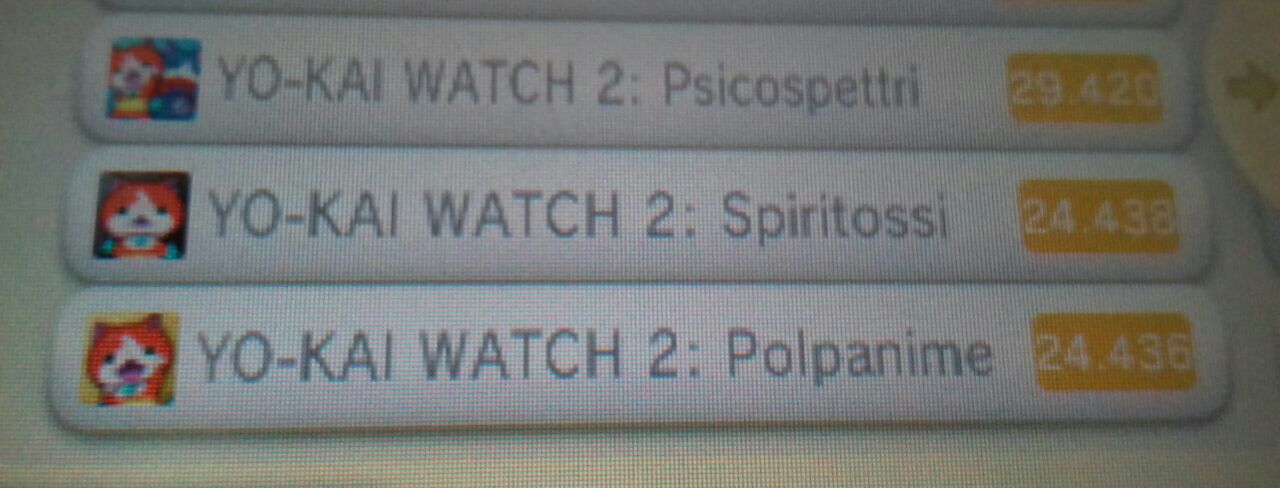 YO-KAI WATCH 2: Psicospettri 29.420
YO-KAI WATCH 2: Spiritossi 24.438
YO-KAI WATCH 2: Polpanime 24.436